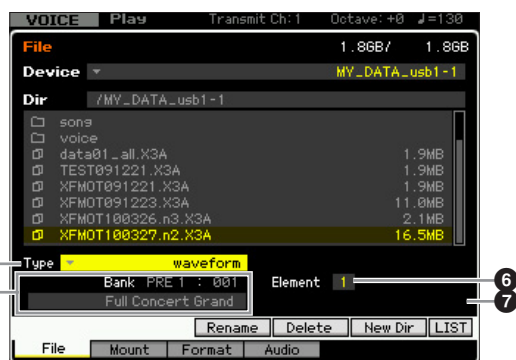 VOICE Play Transmit Ch:1 Octave:+0 ♩=130
File 1.8GB/ 1.8GB
Device MY_DATA_usb1-1
Dir /MY_DATA_usb1-1
song
voice
data01_all.X3A 1.9MB
TEST091221.X3A 1.9MB
XFMOT091221.X3A 1.9MB
XFMOT091223.X3A 11.0MB
XFMOT100326.n3.X3A 2.1MB
XFMOT100327.n2.X3A 16.5MB
Type waveform
Bank PRE 1 : 001 Element 1 6
Full Concert Grand 7
Rename Delete New Dir LIST
File Mount Format Audio